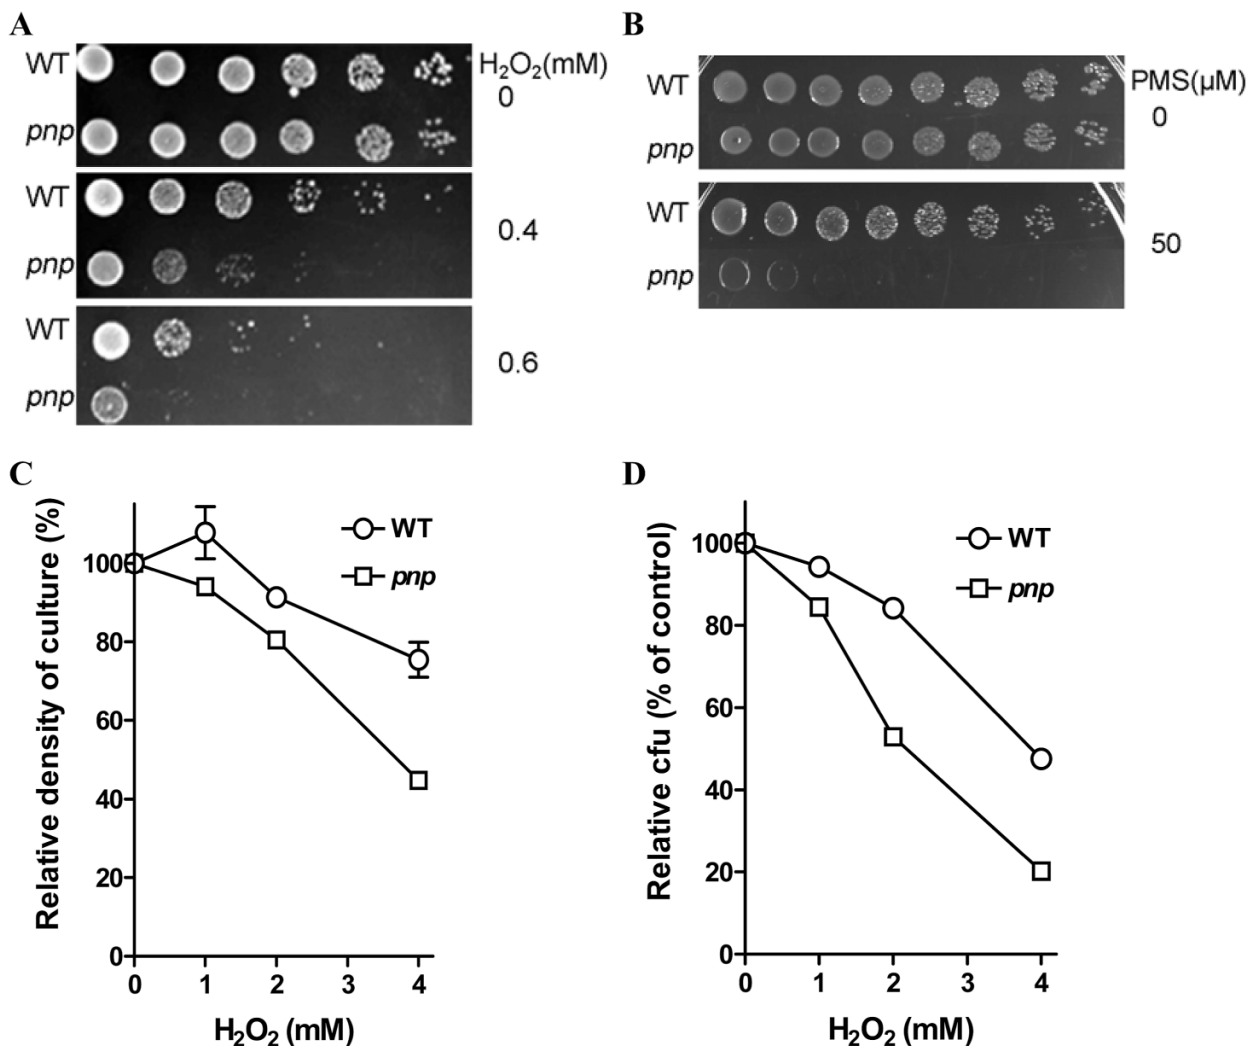 A
WT
pnp
H₂O₂(mM)
0
WT
pnp
0.4
WT
pnp
0.6
B
WT
pnp
PMS(µM)
0
WT
pnp
50
C
Relative density of culture (%)
100
80
60
40
20
0
0 1 2 3 4
H₂O₂ (mM)
WT
pnp
D
Relative cfu (% of control)
100
80
60
40
20
0
0 1 2 3 4
H₂O₂ (mM)
WT
pnp